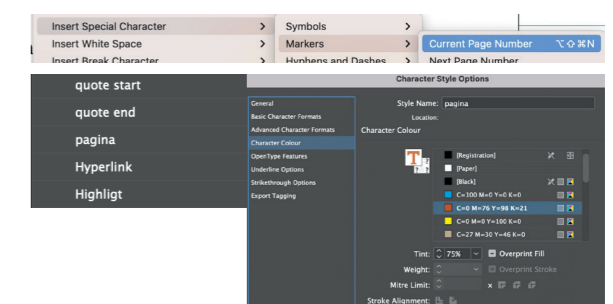 Insert Special Character > Symbols >
Insert White Space > Markers > Current Page Number ⌥⇧⌘N
Insert Break Character > Hyphens and Dashes > Next Page Number
quote start
quote end
pagina
Hyperlink
Highligt
Character Style Options
General
Basic Character Formats
Advanced Character Formats
Character Colour
OpenType Features
Underline Options
Strikethrough Options
Export Tagging
Style Name: pagina
Location:
Character Colour
[Registration]
[Paper]
[Black]
C=100 M=0 Y=0 K=0
C=0 M=76 Y=98 K=21
C=0 M=0 Y=100 K=0
C=27 M=30 Y=46 K=0
Tint: 75% Overprint Fill
Weight: Overprint Stroke
Mitre Limit: x
Stroke Alignment: